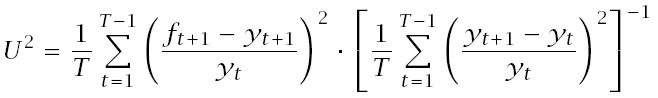 $U^2 = \frac{1}{T} \sum_{t=1}^{T-1} \left( \frac{f_{t+1} - y_{t+1}}{y_t} \right)^2 \cdot \left[ \frac{1}{T} \sum_{t=1}^{T-1} \left( \frac{y_{t+1} - y_t}{y_t} \right)^2 \right]^{-1}$